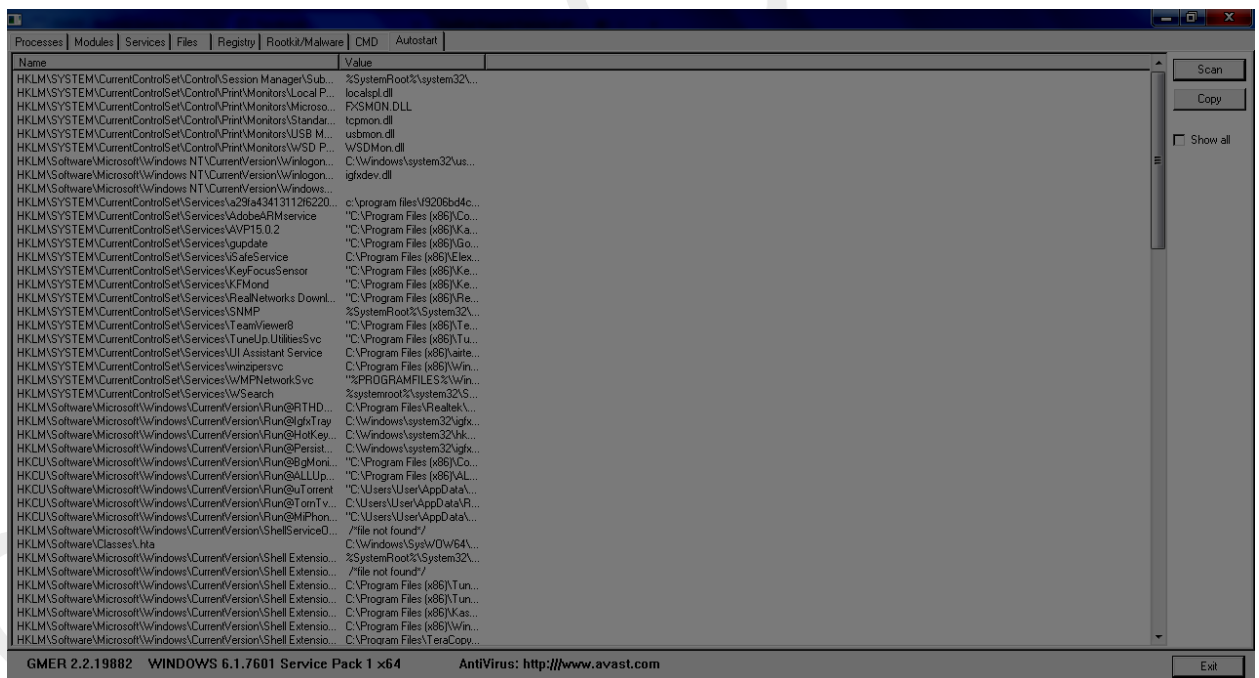 Processes Modules Services Files Registry Rootkit/Malware CMD Autostart
Name Value
Scan
Copy
Show all
HKLM\SYSTEM\CurrentControlSet\Control\Session Manager\Sub... %SystemRoot%\system32\...
HKLM\SYSTEM\CurrentControlSet\Control\Print\Monitors\Local P... localspl.dll
HKLM\SYSTEM\CurrentControlSet\Control\Print\Monitors\Microso... FXSMON.DLL
HKLM\SYSTEM\CurrentControlSet\Control\Print\Monitors\Standar... tcpmon.dll
HKLM\SYSTEM\CurrentControlSet\Control\Print\Monitors\USB M... usbmon.dll
HKLM\SYSTEM\CurrentControlSet\Control\Print\Monitors\WSD P... WSDMon.dll
HKLM\Software\Microsoft\Windows NT\CurrentVersion\Winlogon... C:\Windows\system32\us...
HKLM\Software\Microsoft\Windows NT\CurrentVersion\Winlogon... igfxdev.dll
HKLM\Software\Microsoft\Windows NT\CurrentVersion\Windows...
HKLM\SYSTEM\CurrentControlSet\Services\a29fa43413112f6220... c:\program files\f9206bd4c...
HKLM\SYSTEM\CurrentControlSet\Services\AdobeARMservice "C:\Program Files (x86)\Co...
HKLM\SYSTEM\CurrentControlSet\Services\AVP15.0.2 "C:\Program Files (x86)\Ka...
HKLM\SYSTEM\CurrentControlSet\Services\gupdate "C:\Program Files (x86)\Go...
HKLM\SYSTEM\CurrentControlSet\Services\iSafeService C:\Program Files (x86)\Elex...
HKLM\SYSTEM\CurrentControlSet\Services\KeyFocusSensor "C:\Program Files (x86)\Ke...
HKLM\SYSTEM\CurrentControlSet\Services\KFMond "C:\Program Files (x86)\Ke...
HKLM\SYSTEM\CurrentControlSet\Services\RealNetworks Downl... "C:\Program Files (x86)\Re...
HKLM\SYSTEM\CurrentControlSet\Services\SNMP %SystemRoot%\System32\...
HKLM\SYSTEM\CurrentControlSet\Services\TeamViewer8 "C:\Program Files (x86)\Te...
HKLM\SYSTEM\CurrentControlSet\Services\TuneUp.UtilitiesSvc "C:\Program Files (x86)\Tu...
HKLM\SYSTEM\CurrentControlSet\Services\UI Assistant Service C:\Program Files (x86)\airte...
HKLM\SYSTEM\CurrentControlSet\Services\winzipersvc C:\Program Files (x86)\Win...
HKLM\SYSTEM\CurrentControlSet\Services\WMPNetworkSvc "%PROGRAMFILES%\Win...
HKLM\SYSTEM\CurrentControlSet\Services\WSearch %systemroot%\system32\S...
HKLM\Software\Microsoft\Windows\CurrentVersion\Run@RTHD... C:\Program Files\Realtek\...
HKLM\Software\Microsoft\Windows\CurrentVersion\Run@IgfxTray C:\Windows\system32\igfx...
HKLM\Software\Microsoft\Windows\CurrentVersion\Run@HotKey... C:\Windows\system32\hk...
HKLM\Software\Microsoft\Windows\CurrentVersion\Run@Persist... C:\Windows\system32\igfx...
HKCU\Software\Microsoft\Windows\CurrentVersion\Run@BgMoni... "C:\Program Files (x86)\Co...
HKCU\Software\Microsoft\Windows\CurrentVersion\Run@ALLUp... "C:\Program Files (x86)\AL...
HKCU\Software\Microsoft\Windows\CurrentVersion\Run@uTorrent "C:\Users\User\AppData\...
HKCU\Software\Microsoft\Windows\CurrentVersion\Run@TornTv... C:\Users\User\AppData\R...
HKCU\Software\Microsoft\Windows\CurrentVersion\Run@MiPhon... "C:\Users\User\AppData\...
HKLM\Software\Microsoft\Windows\CurrentVersion\ShellServiceO... /*file not found*/
HKLM\Software\Classes\.hta C:\Windows\SysWOW64\...
HKLM\Software\Microsoft\Windows\CurrentVersion\Shell Extensio... %SystemRoot%\System32\...
HKLM\Software\Microsoft\Windows\CurrentVersion\Shell Extensio... /*file not found*/
HKLM\Software\Microsoft\Windows\CurrentVersion\Shell Extensio... C:\Program Files (x86)\Tun...
HKLM\Software\Microsoft\Windows\CurrentVersion\Shell Extensio... C:\Program Files (x86)\Tun...
HKLM\Software\Microsoft\Windows\CurrentVersion\Shell Extensio... C:\Program Files (x86)\Kas...
HKLM\Software\Microsoft\Windows\CurrentVersion\Shell Extensio... C:\Program Files (x86)\Win...
HKLM\Software\Microsoft\Windows\CurrentVersion\Shell Extensio... C:\Program Files\TeraCopy...
GMER 2.2.19882 WINDOWS 6.1.7601 Service Pack 1 x64 AntiVirus: http:///www.avast.com
Exit